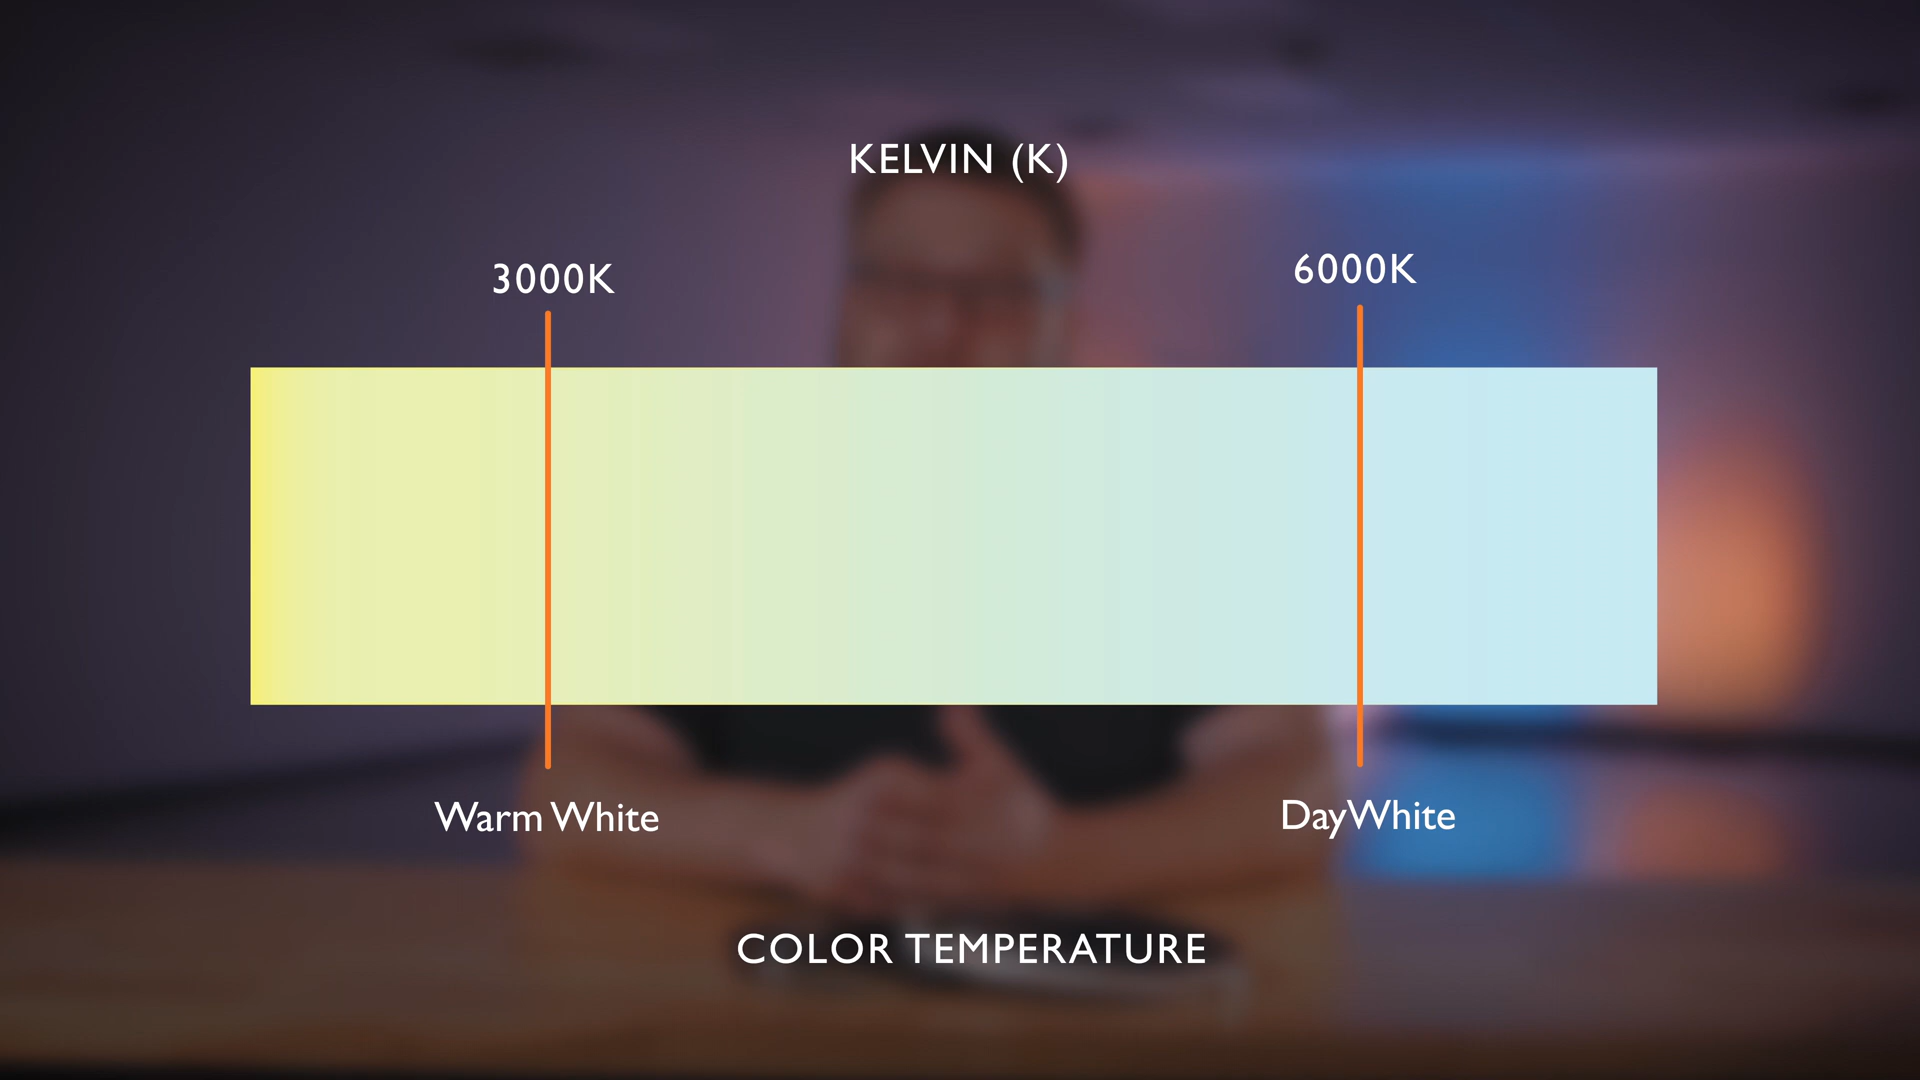 KELVIN (K)
3000K
6000K
Warm White
DayWhite
COLOR TEMPERATURE